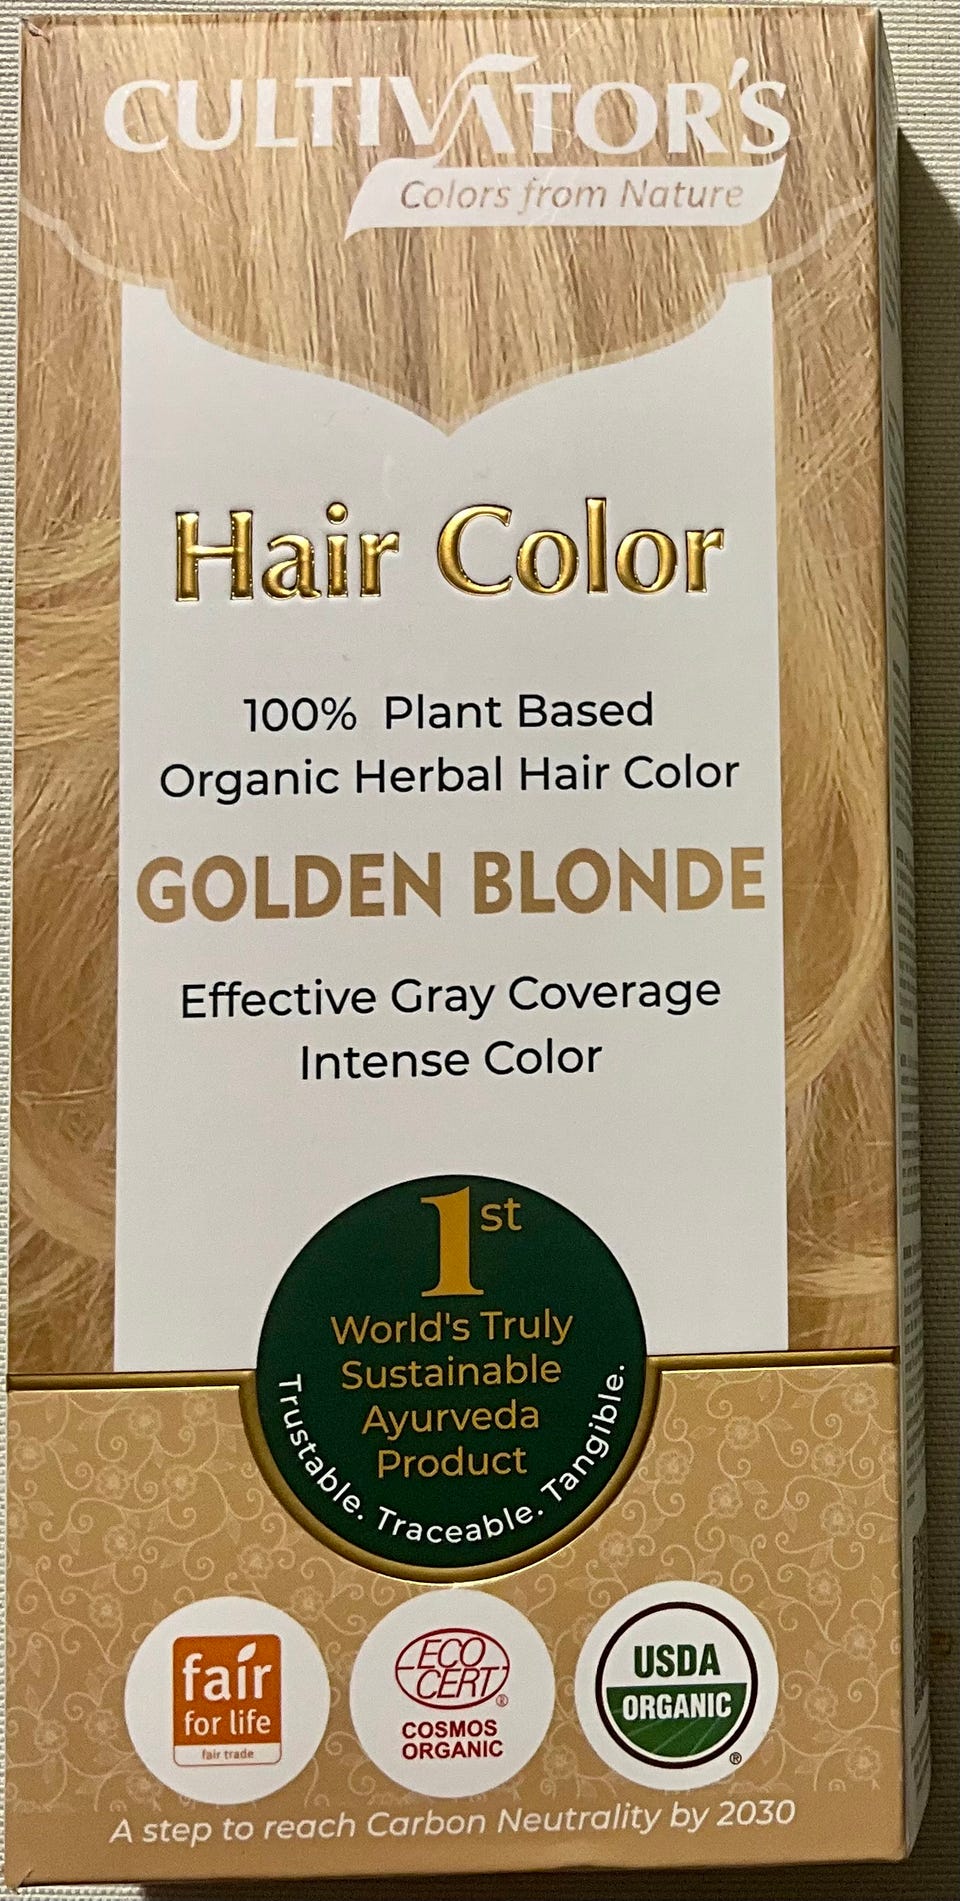 CULTIVATOR'S
Colors from Nature
Hair Color
100% Plant Based
Organic Herbal Hair Color
GOLDEN BLONDE
Effective Gray Coverage
Intense Color
1st
World's Truly
Sustainable
Ayurveda
Product
Trustable. Traceable. Tangible.
fair
for life
fair trade
ECO
CERT®
COSMOS
ORGANIC
USDA
ORGANIC
®
A step to reach Carbon Neutrality by 2030